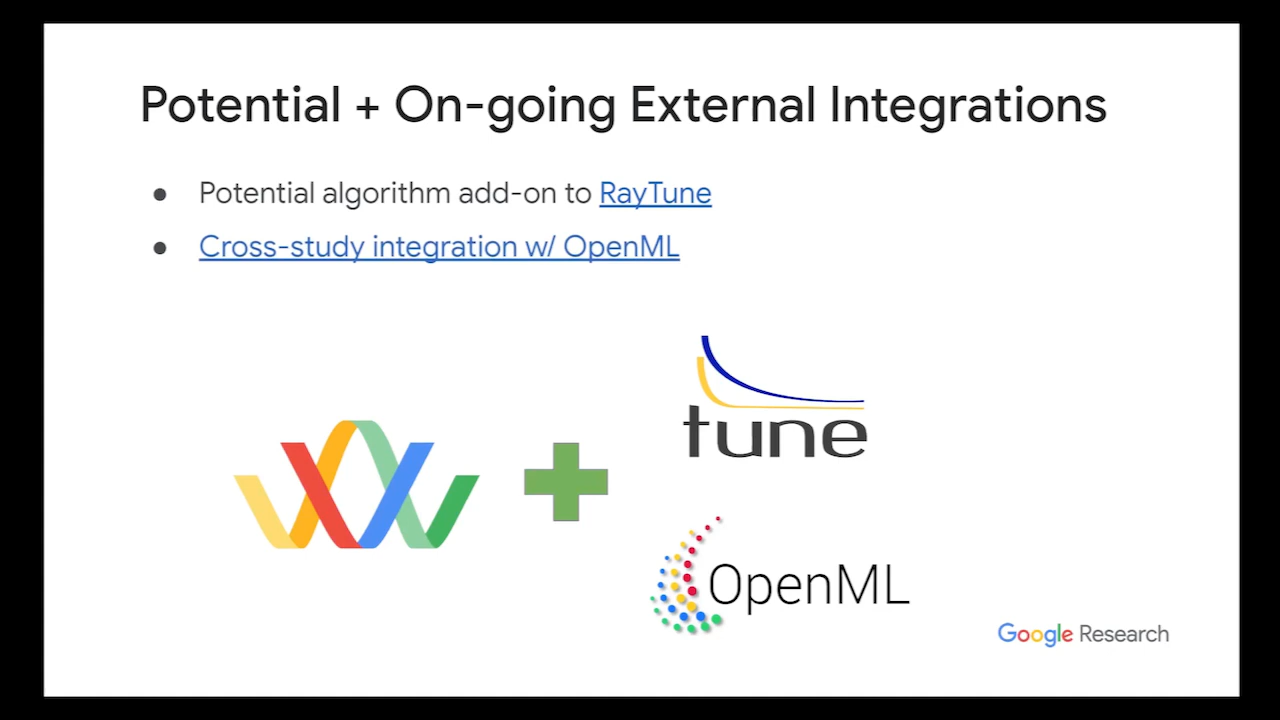 Potential + On-going External Integrations
● Potential algorithm add-on to RayTune
● Cross-study integration w/ OpenML
tune
OpenML
Google Research